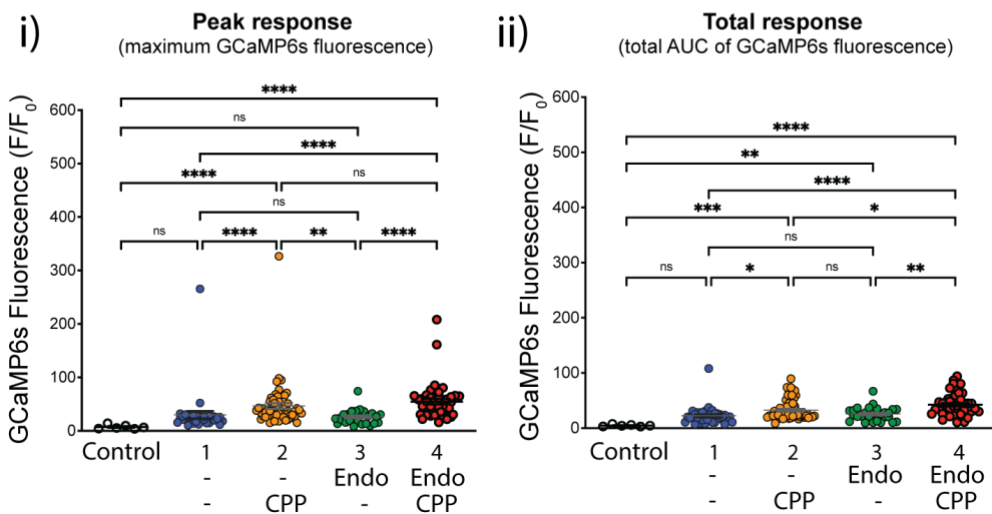 i)
Peak response
(maximum GCaMP6s fluorescence)
GCaMP6s Fluorescence (F/F0)
600
500
400
300
200
100
0
****
ns
****
****
ns
ns
ns
****
**
****
Control
1
2
3
4
-
-
Endo
Endo
-
CPP
-
CPP
ii)
Total response
(total AUC of GCaMP6s fluorescence)
GCaMP6s Fluorescence (F/F0)
600
500
400
300
200
100
0
****
**
****
***
*
ns
ns
*
ns
**
Control
1
2
3
4
-
-
Endo
Endo
-
CPP
-
CPP